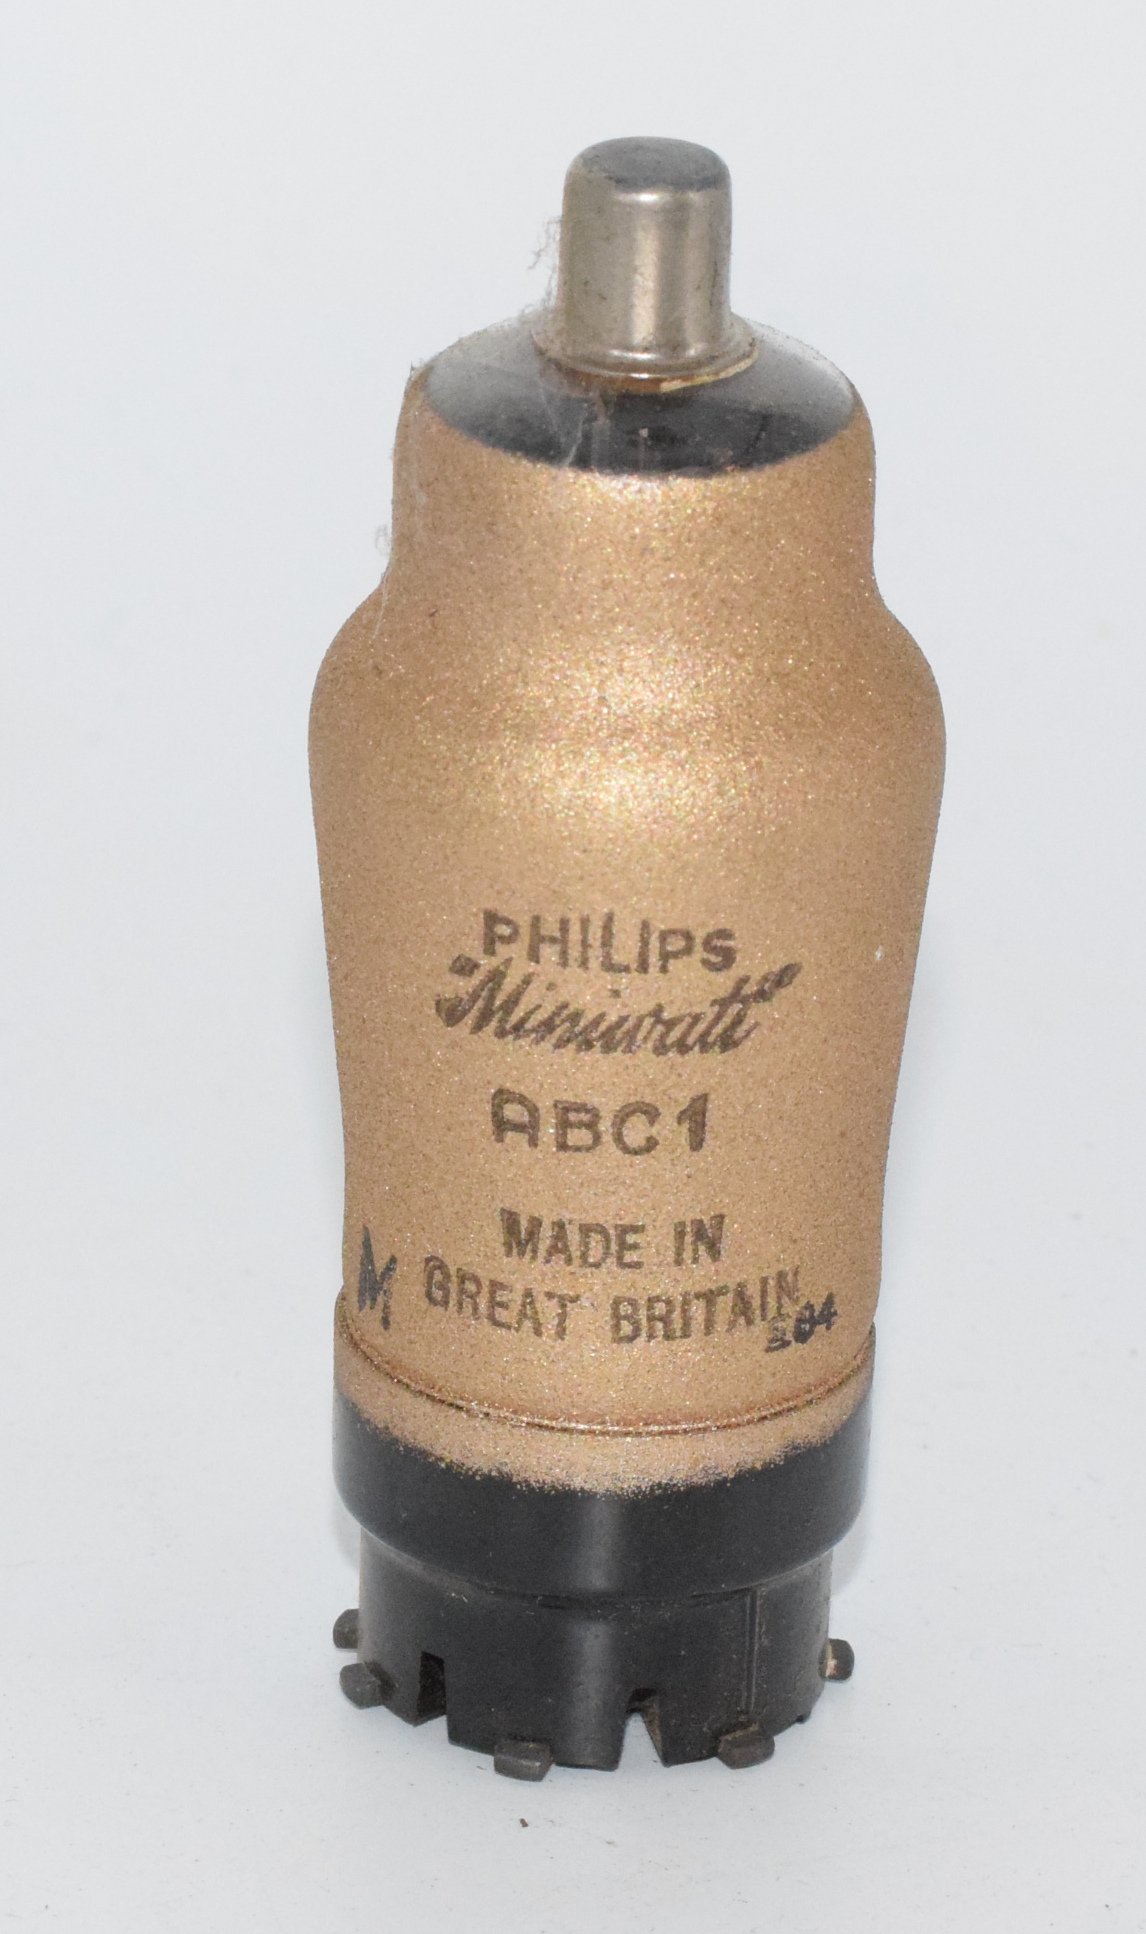 PHILIPS
"Miniwatt"
ABC1
MADE IN
M GREAT BRITAIN